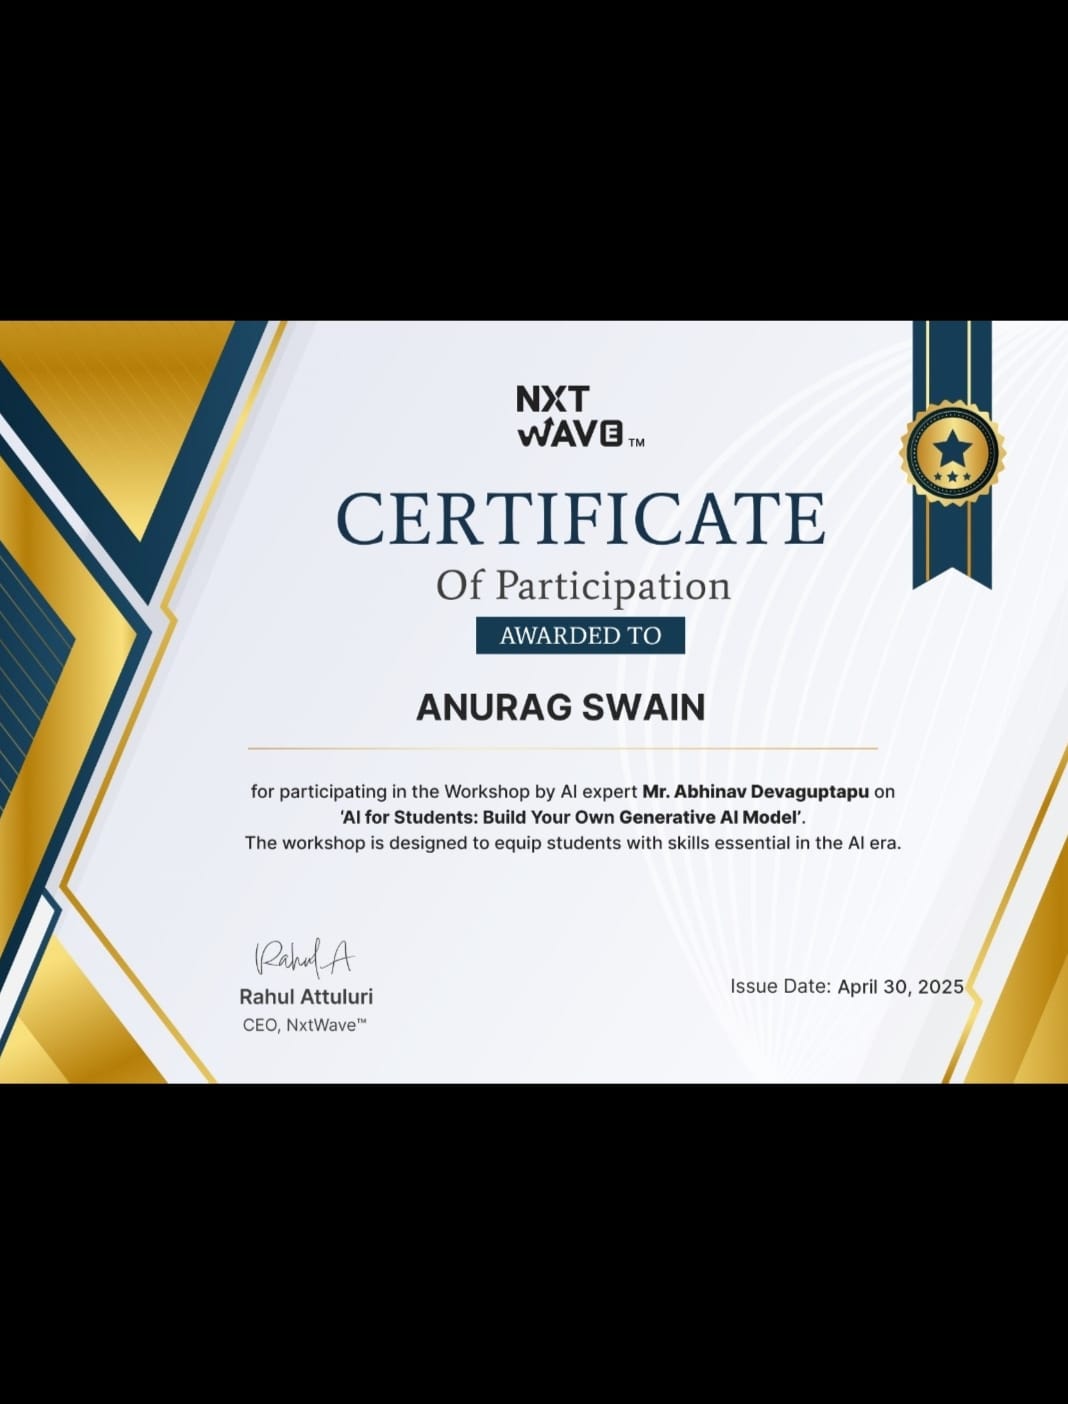 NXT
WAVE™
CERTIFICATE
Of Participation
AWARDED TO
ANURAG SWAIN
for participating in the Workshop by AI expert Mr. Abhinav Devaguptapu on
‘AI for Students: Build Your Own Generative AI Model’.
The workshop is designed to equip students with skills essential in the AI era.
Rahul A
Rahul Attuluri
CEO, NxtWave™
Issue Date: April 30, 2025